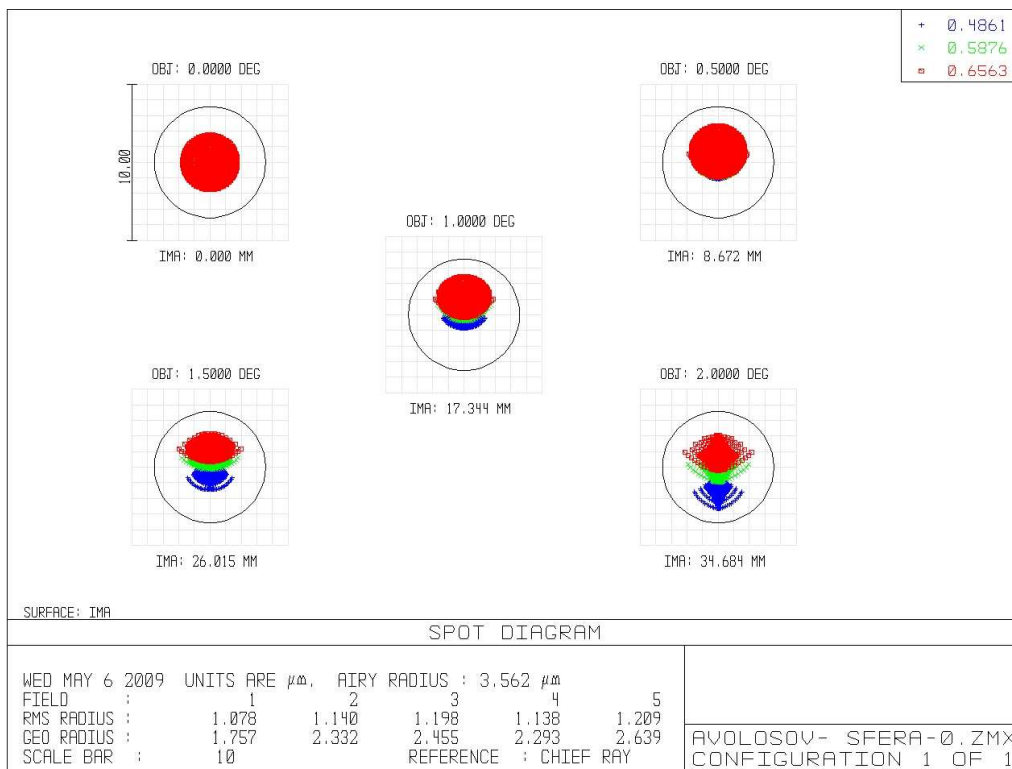 + 0.4861
× 0.5876
0.6563
OBJ: 0.0000 DEG
OBJ: 0.5000 DEG
10.00
IMA: 0.000 MM
IMA: 8.672 MM
OBJ: 1.0000 DEG
IMA: 17.344 MM
OBJ: 1.5000 DEG
OBJ: 2.0000 DEG
IMA: 26.015 MM
IMA: 34.684 MM
SURFACE: IMA
SPOT DIAGRAM
WED MAY 6 2009 UNITS ARE µm. AIRY RADIUS : 3.562 µm
FIELD : 1 2 3 4 5
RMS RADIUS : 1.078 1.140 1.198 1.138 1.209
GEO RADIUS : 1.757 2.332 2.455 2.293 2.639
SCALE BAR : 10 REFERENCE : CHIEF RAY
AVOLOSOV- SFERA-0.ZMX
CONFIGURATION 1 OF 1